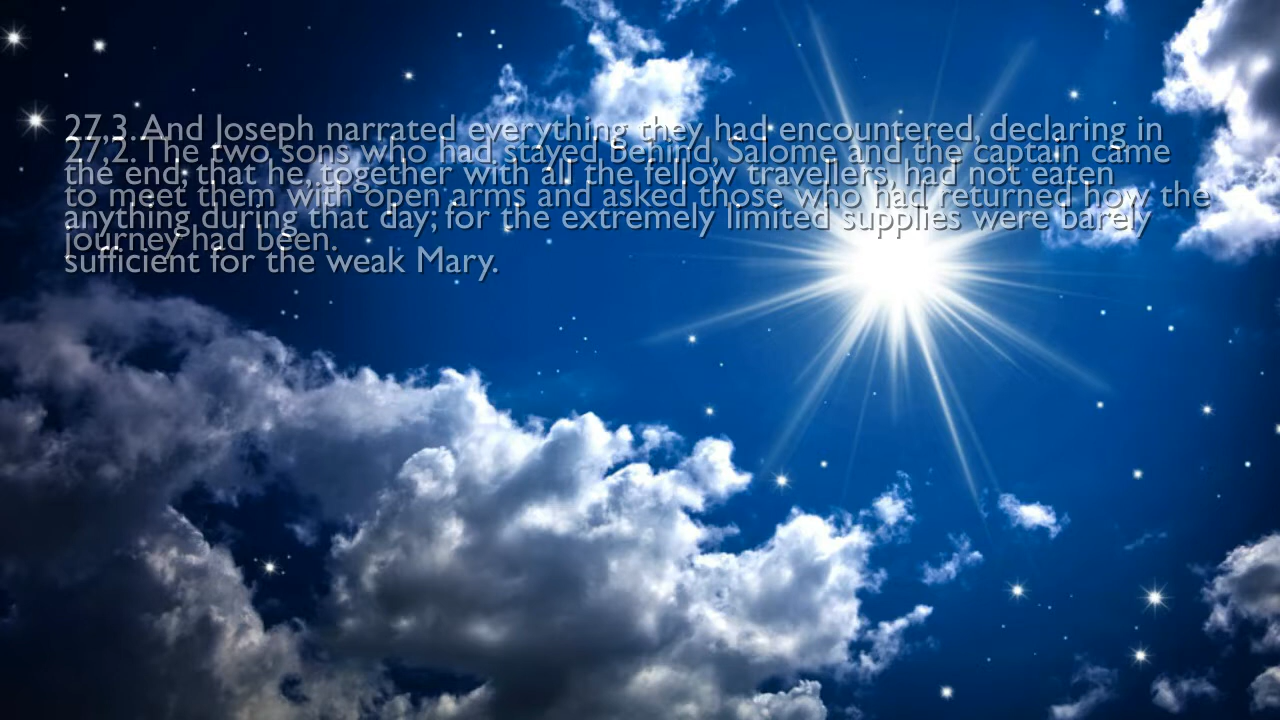 27,3. And Joseph narrated everything they had encountered, declaring in
27,2. The two sons who had stayed behind, Salome and the captain came
the end; that he, together with all the fellow travellers, had not eaten
to meet them with open arms and asked those who had returned how the
anything during that day; for the extremely limited supplies were barely
journey had been.
sufficient for the weak Mary.